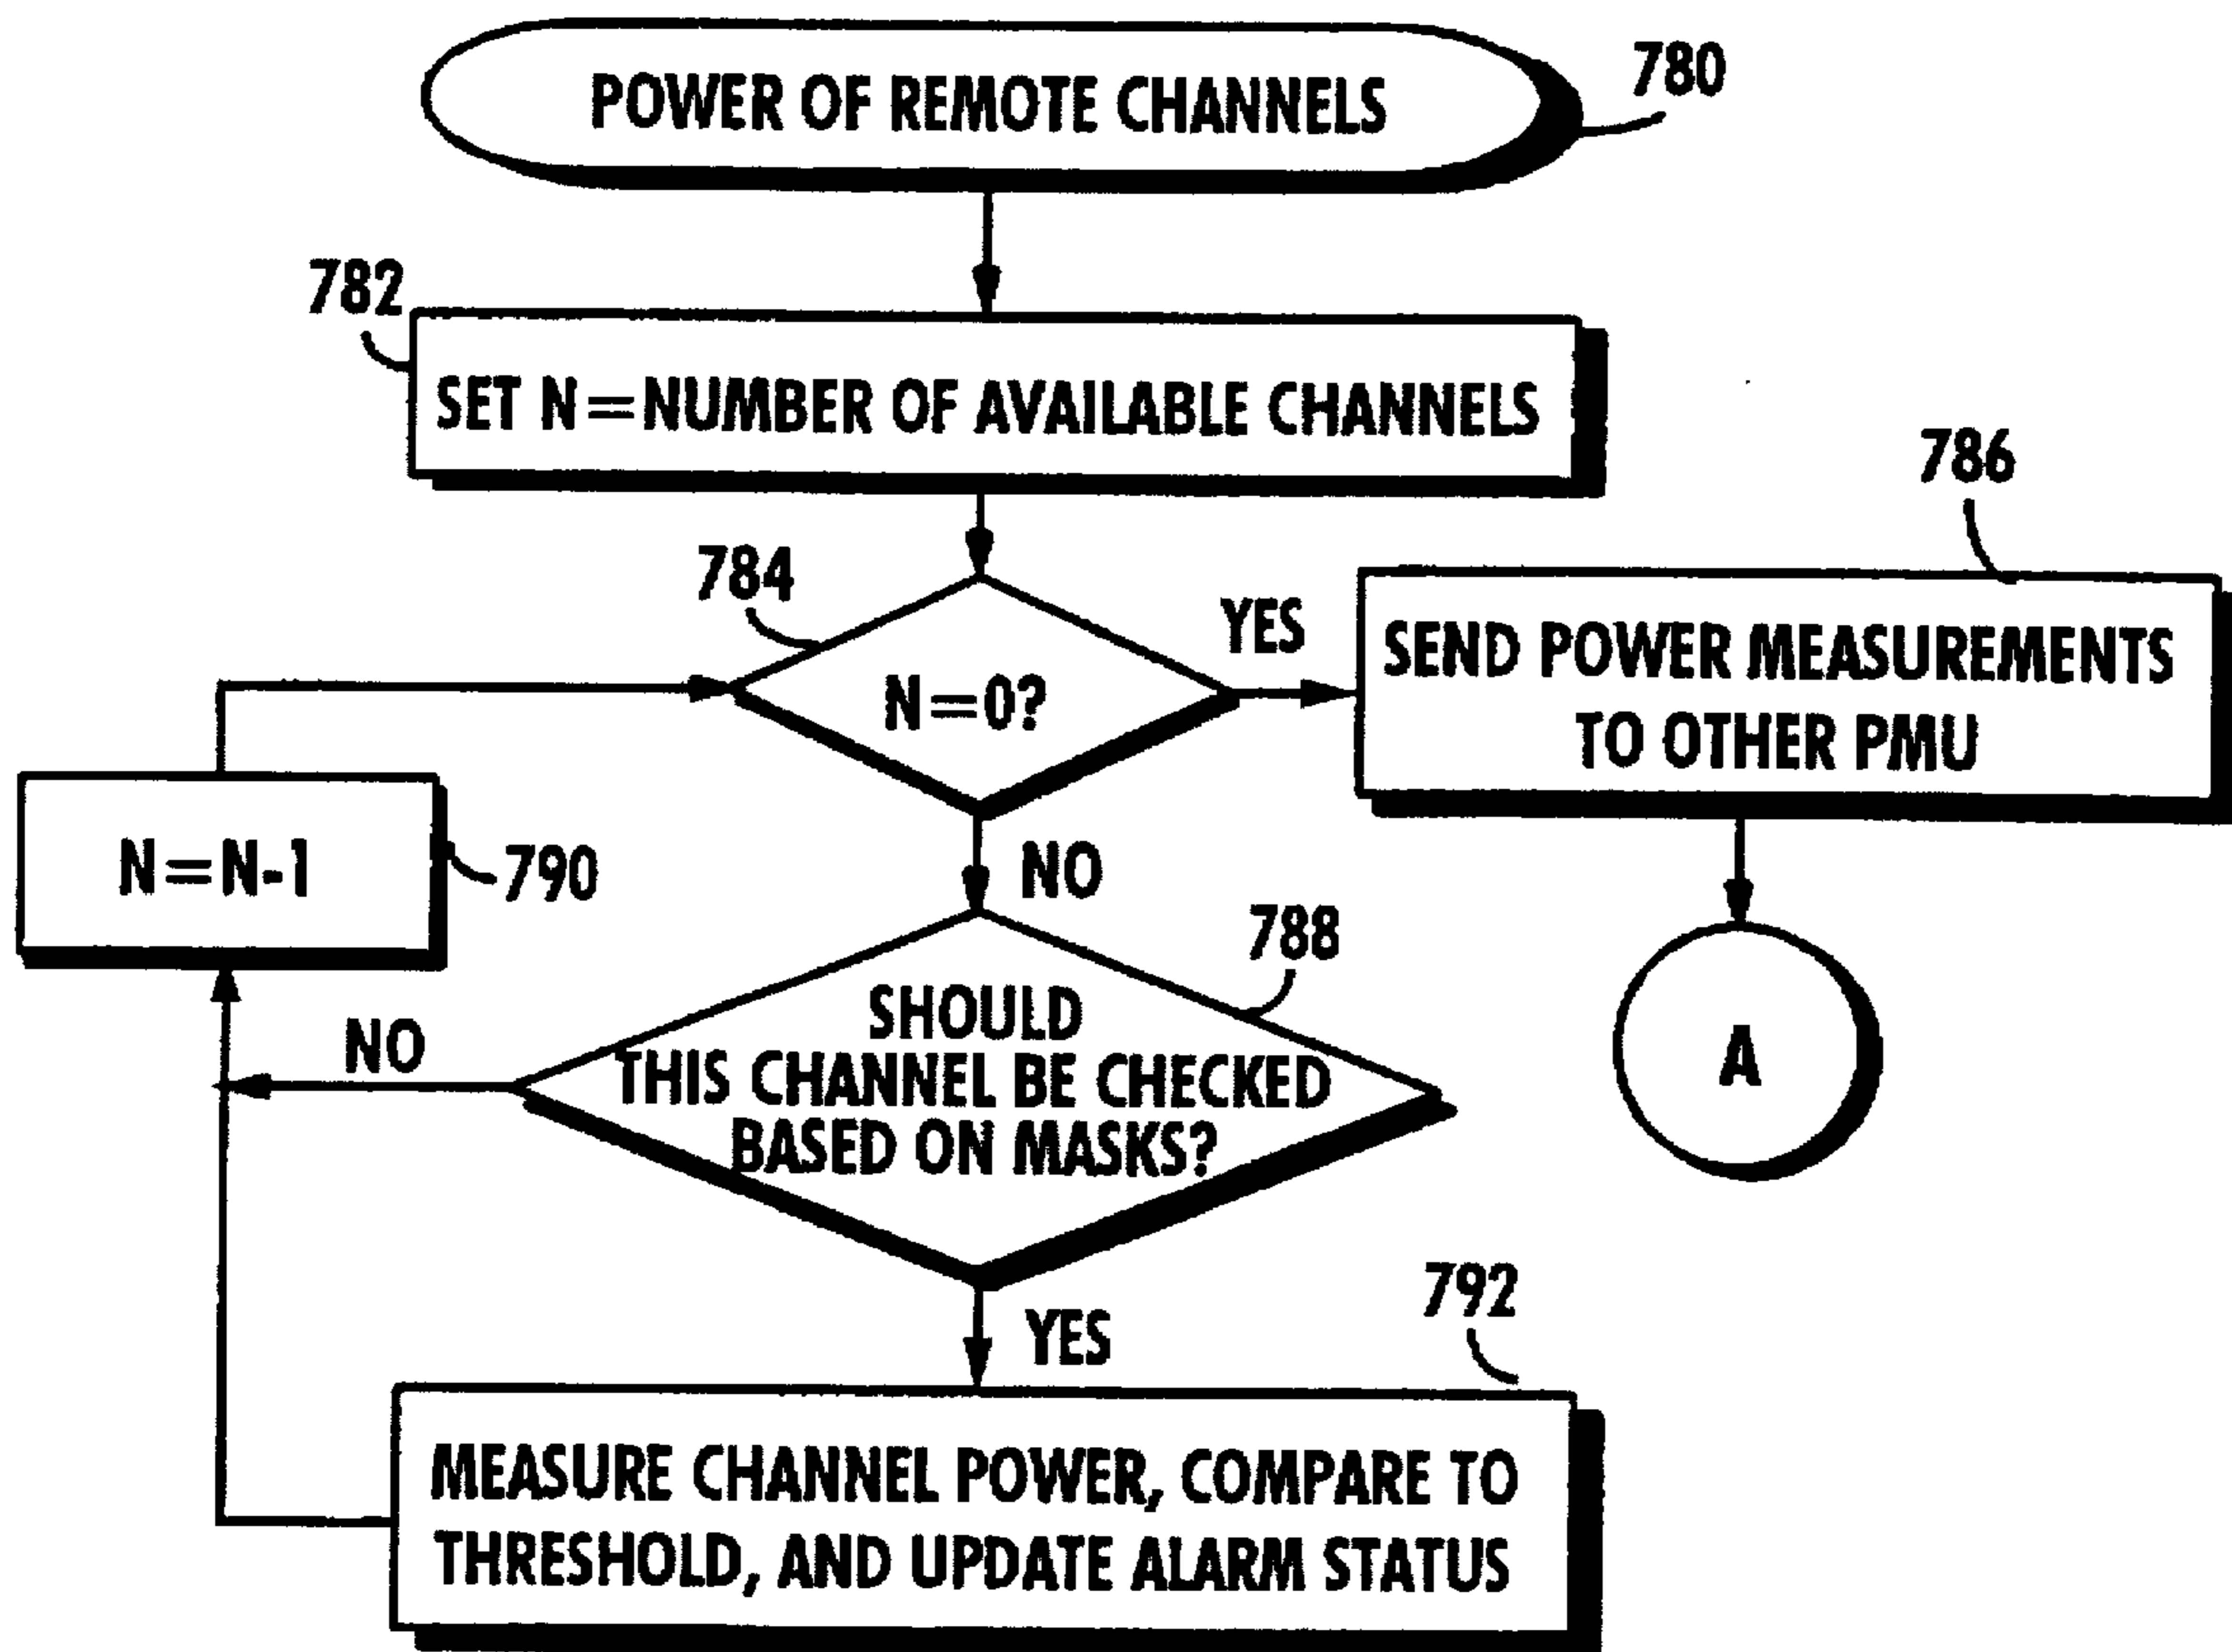 POWER OF REMOTE CHANNELS
780
782
SET N=NUMBER OF AVAILABLE CHANNELS
784
N=0?
YES
786
SEND POWER MEASUREMENTS
TO OTHER PMU
A
NO
N=N-1
790
788
SHOULD
THIS CHANNEL BE CHECKED
BASED ON MASKS?
NO
YES
792
MEASURE CHANNEL POWER, COMPARE TO
THRESHOLD, AND UPDATE ALARM STATUS